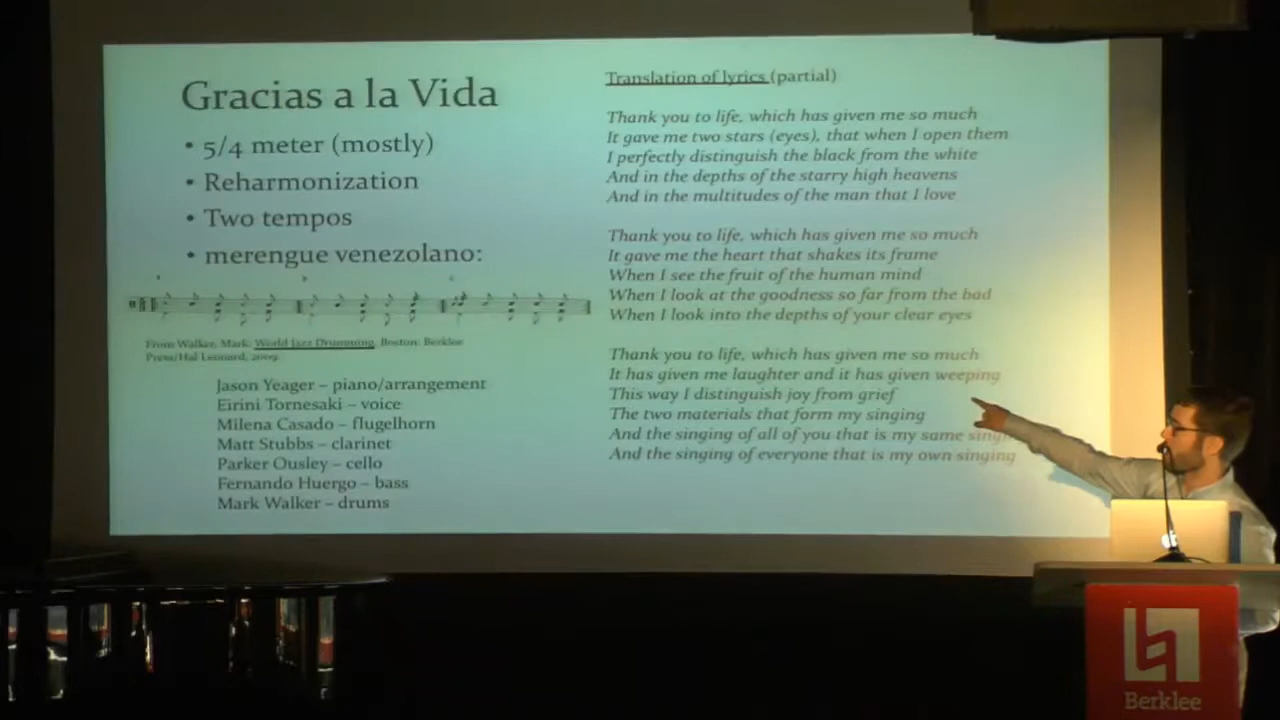 Gracias a la Vida
• 5/4 meter (mostly)
• Reharmonization
• Two tempos
• merengue venezolano:
From Walker, Mark: World Jazz Drumming. Boston: Berklee
Press/Hal Leonard, 2009.
Jason Yeager – piano/arrangement
Eirini Tornesaki – voice
Milena Casado – flugelhorn
Matt Stubbs – clarinet
Parker Ousley – cello
Fernando Huergo – bass
Mark Walker – drums
Translation of lyrics (partial)
Thank you to life, which has given me so much
It gave me two stars (eyes), that when I open them
I perfectly distinguish the black from the white
And in the depths of the starry high heavens
And in the multitudes of the man that I love
Thank you to life, which has given me so much
It gave me the heart that shakes its frame
When I see the fruit of the human mind
When I look at the goodness so far from the bad
When I look into the depths of your clear eyes
Thank you to life, which has given me so much
It has given me laughter and it has given weeping
This way I distinguish joy from grief
The two materials that form my singing
And the singing of all of you that is my same
And the singing of everyone that is my own singing
Berklee